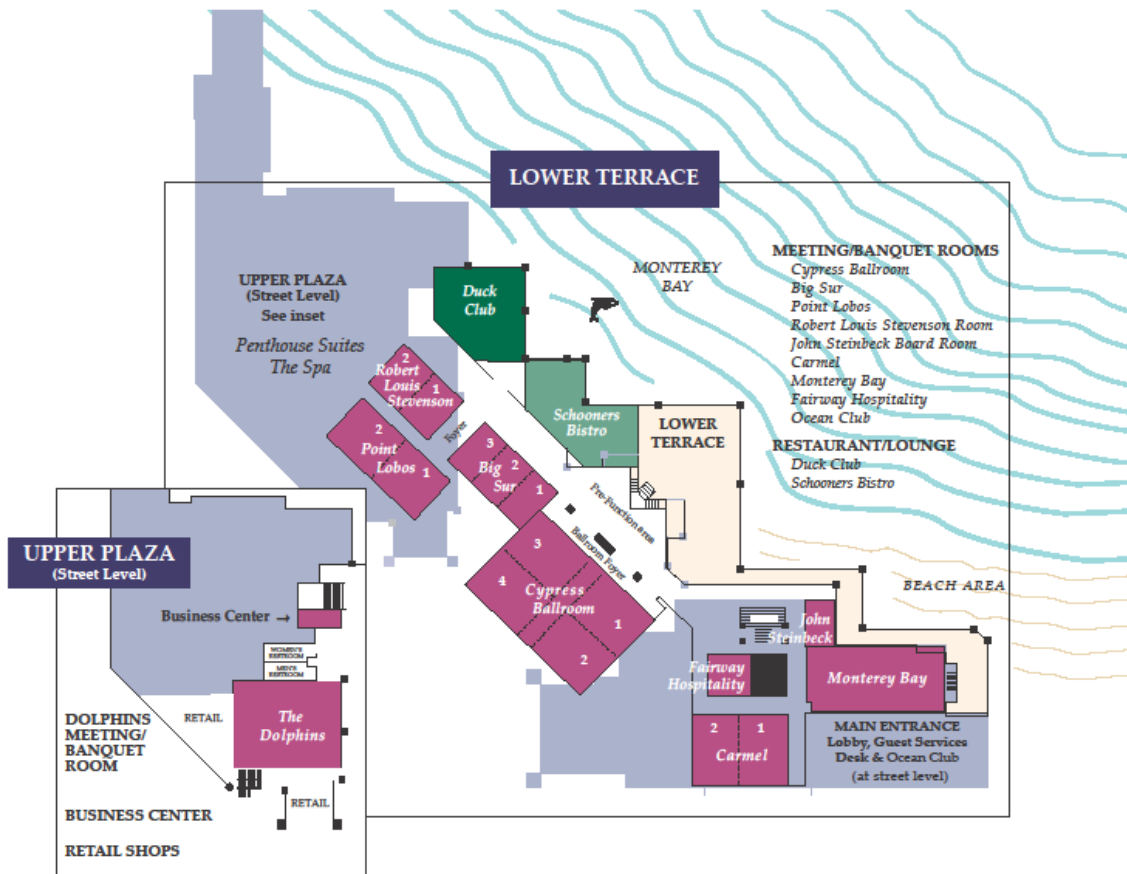 LOWER TERRACE
MEETING/BANQUET ROOMS
Cypress Ballroom
Big Sur
Point Lobos
Robert Louis Stevenson Room
John Steinbeck Board Room
Carmel
Monterey Bay
Fairway Hospitality
Ocean Club
RESTAURANT/LOUNGE
Duck Club
Schooners Bistro
MONTEREY
BAY
UPPER PLAZA
(Street Level)
See inset
Penthouse Suites
The Spa
Duck
Club
2
Robert
Louis
1
Stevenson
Schooners
Bistro
LOWER
TERRACE
2
Point
Lobos
1
Foyer
3
Big
2
Sur
1
Pre-Function area
Ballroom Foyer
3
4
Cypress
Ballroom
1
2
BEACH AREA
John
Steinbeck
Fairway
Hospitality
Monterey Bay
2
1
Carmel
MAIN ENTRANCE
Lobby, Guest Services
Desk & Ocean Club
(at street level)
UPPER PLAZA
(Street Level)
Business Center →
WOMEN'S
RESTROOM
MEN'S
RESTROOM
RETAIL
The
Dolphins
DOLPHINS
MEETING/
BANQUET
ROOM
RETAIL
BUSINESS CENTER
RETAIL SHOPS